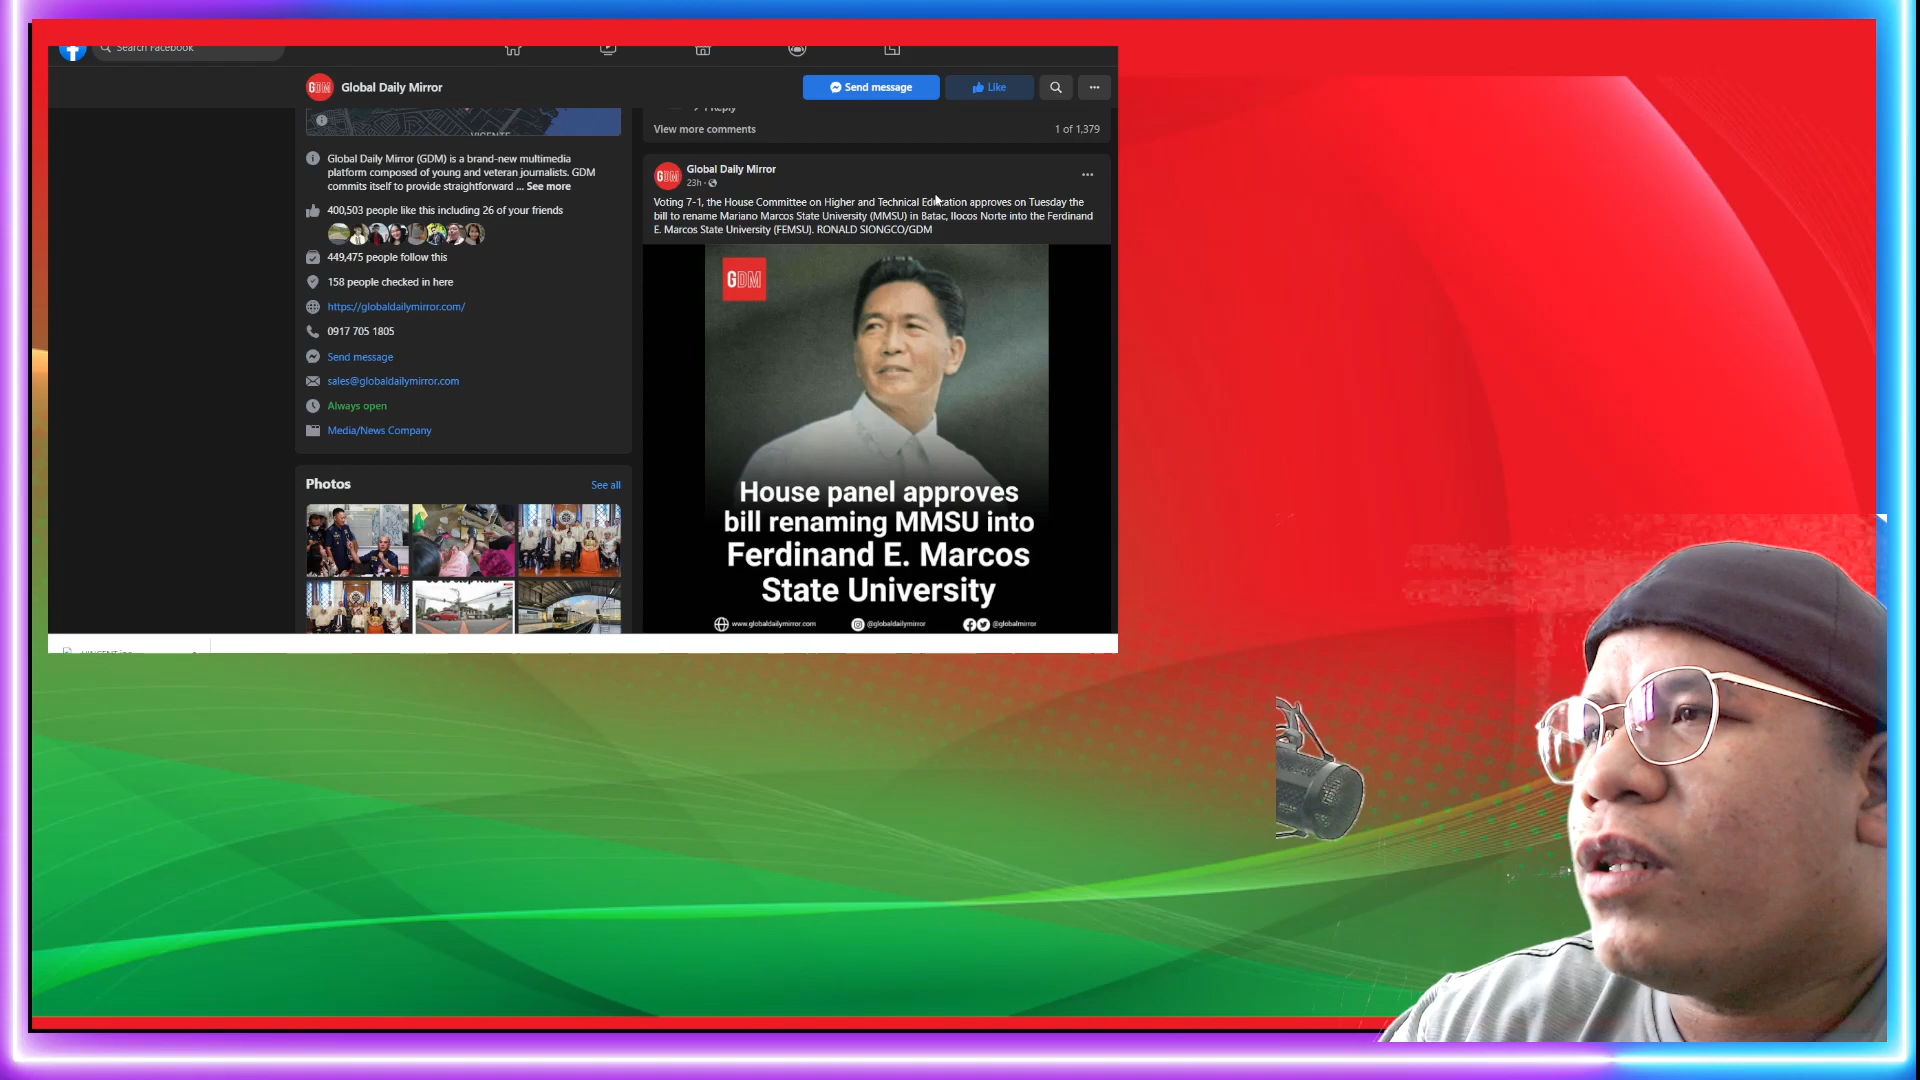 Search Facebook
GDM
Global Daily Mirror
Send message
Like
VICENTE
Global Daily Mirror (GDM) is a brand-new multimedia
platform composed of young and veteran journalists. GDM
commits itself to provide straightforward ... See more
400,503 people like this including 26 of your friends
449,475 people follow this
158 people checked in here
https://globaldailymirror.com/
0917 705 1805
Send message
sales@globaldailymirror.com
Always open
Media/News Company
Photos
See all
1 Reply
View more comments
1 of 1,379
GDM
Global Daily Mirror
23h
Voting 7-1, the House Committee on Higher and Technical Education approves on Tuesday the
bill to rename Mariano Marcos State University (MMSU) in Batac, Ilocos Norte into the Ferdinand
E. Marcos State University (FEMSU). RONALD SIONGCO/GDM
GDM
House panel approves
bill renaming MMSU into
Ferdinand E. Marcos
State University
www.globaldailymirror.com
@globaldailymirror
@globalmirror